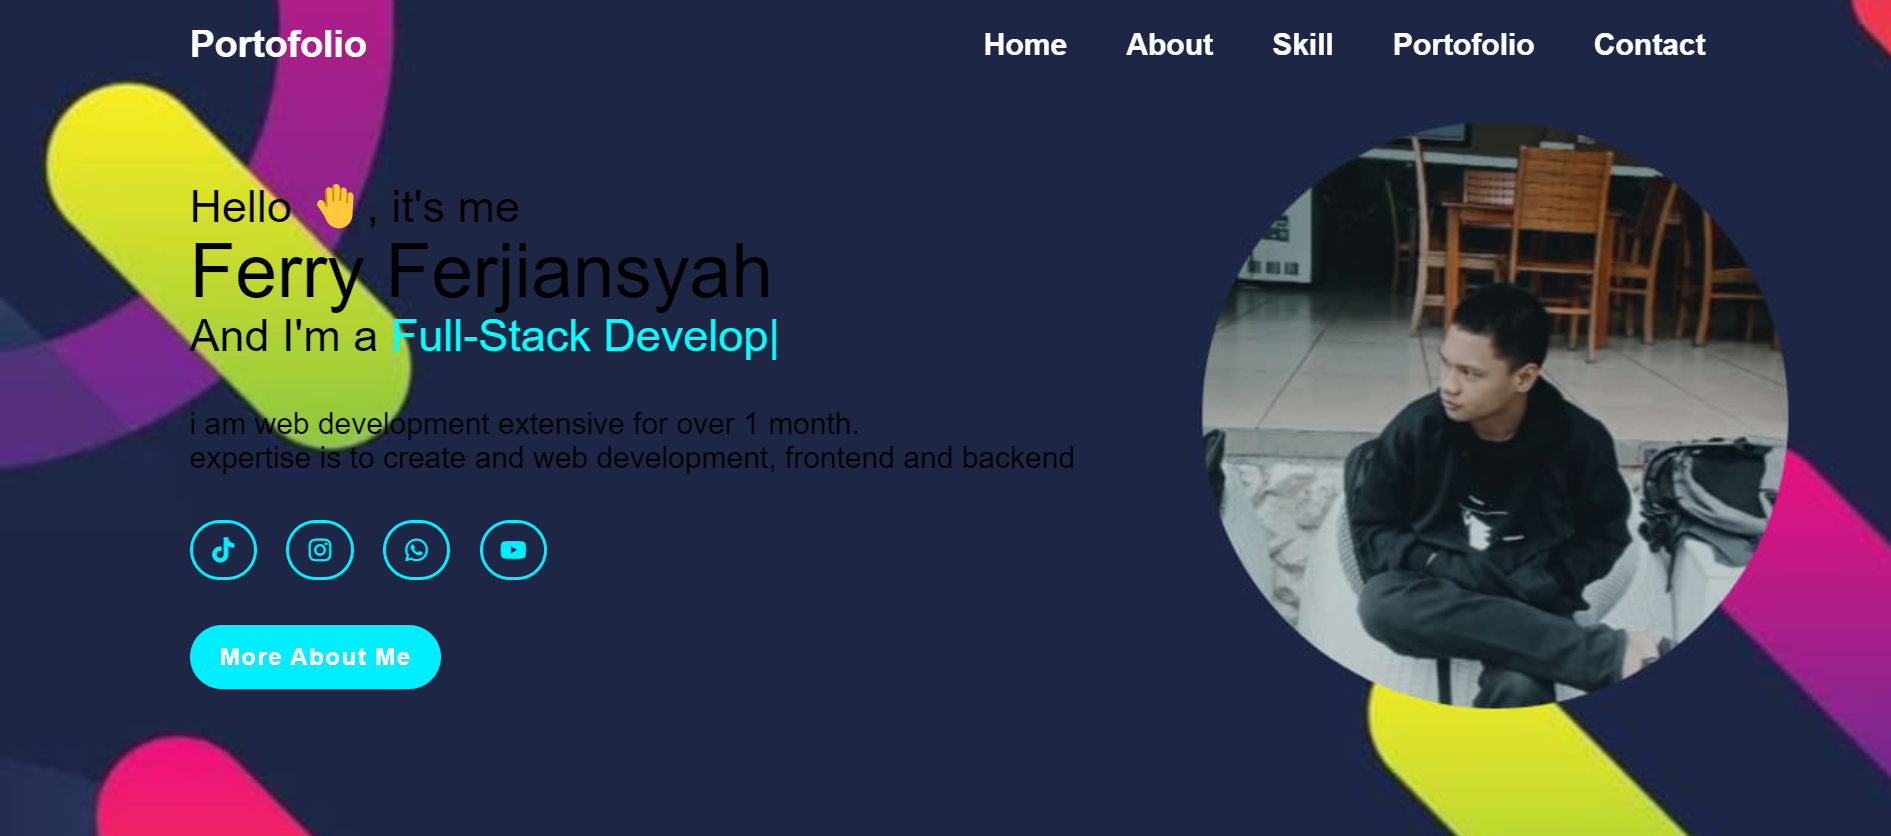 Portofolio
Home About Skill Portofolio Contact
Hello 👋, it's me
Ferry Ferjiansyah
And I'm a Full-Stack Develop|
i am web development extensive for over 1 month.
expertise is to create and web development, frontend and backend
More About Me